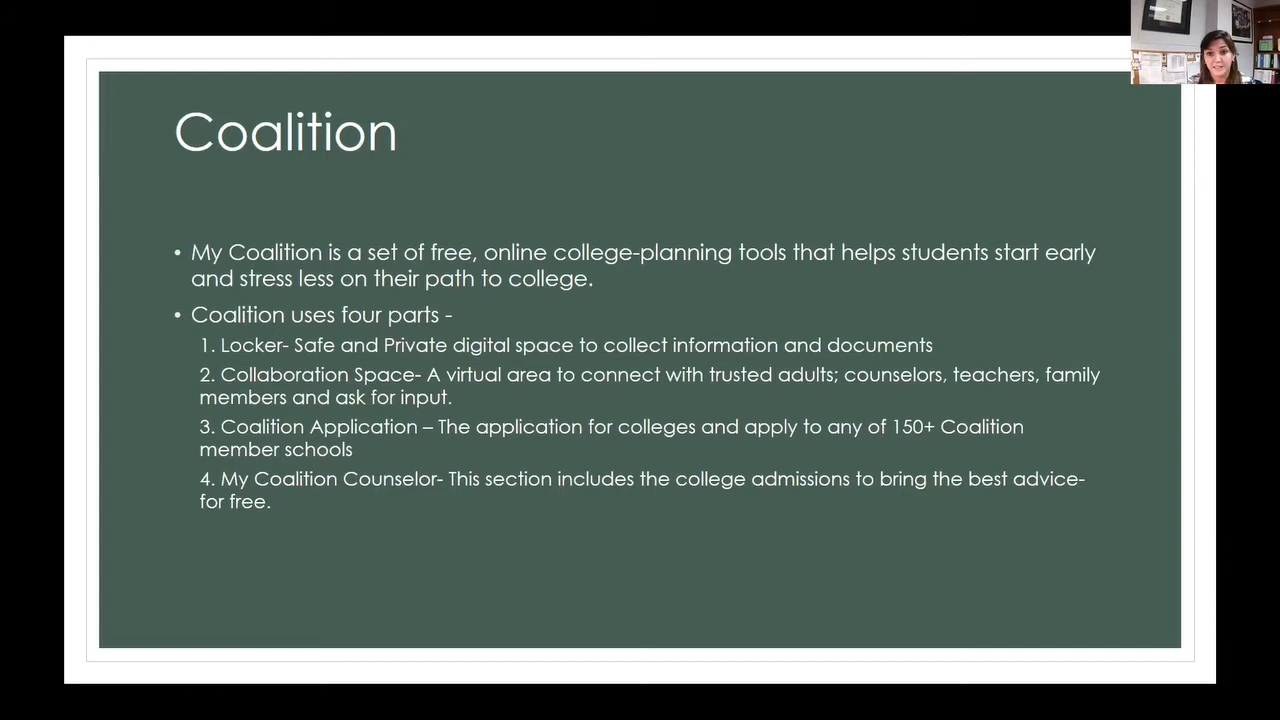 Coalition
• My Coalition is a set of free, online college-planning tools that helps students start early
and stress less on their path to college.
• Coalition uses four parts -
1. Locker- Safe and Private digital space to collect information and documents
2. Collaboration Space- A virtual area to connect with trusted adults; counselors, teachers, family
members and ask for input.
3. Coalition Application – The application for colleges and apply to any of 150+ Coalition
member schools
4. My Coalition Counselor- This section includes the college admissions to bring the best advice-
for free.